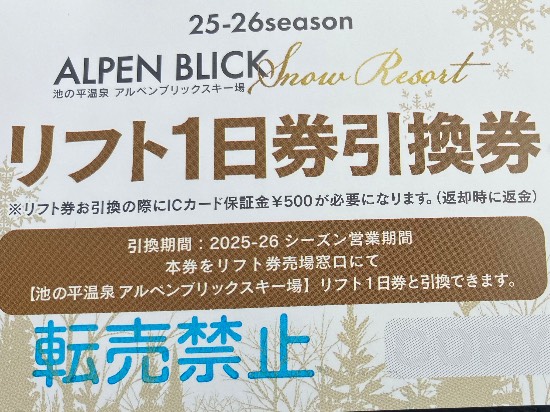 25-26season
ALPEN BLICK Snow Resort
池の平温泉 アルペンブリックスキー場
リフト1日券引換券
※リフト券お引換の際にICカード保証金¥500が必要になります。(返却時に返金)
引換期間：2025-26 シーズン営業期間
本券をリフト券売場窓口にて
【池の平温泉 アルペンブリックスキー場】リフト1日券と引換できます。
転売禁止